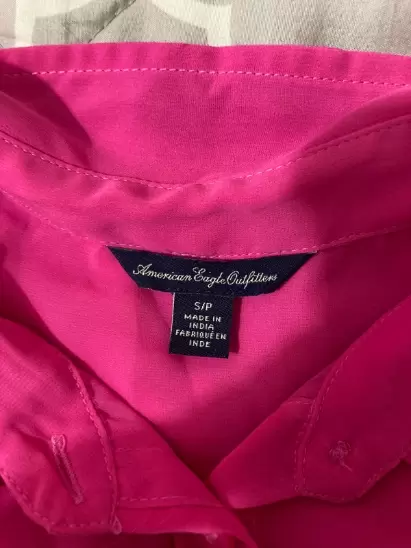 American Eagle Outfitters
S/P
MADE IN
INDIA
FABRIQUÉ EN
INDE